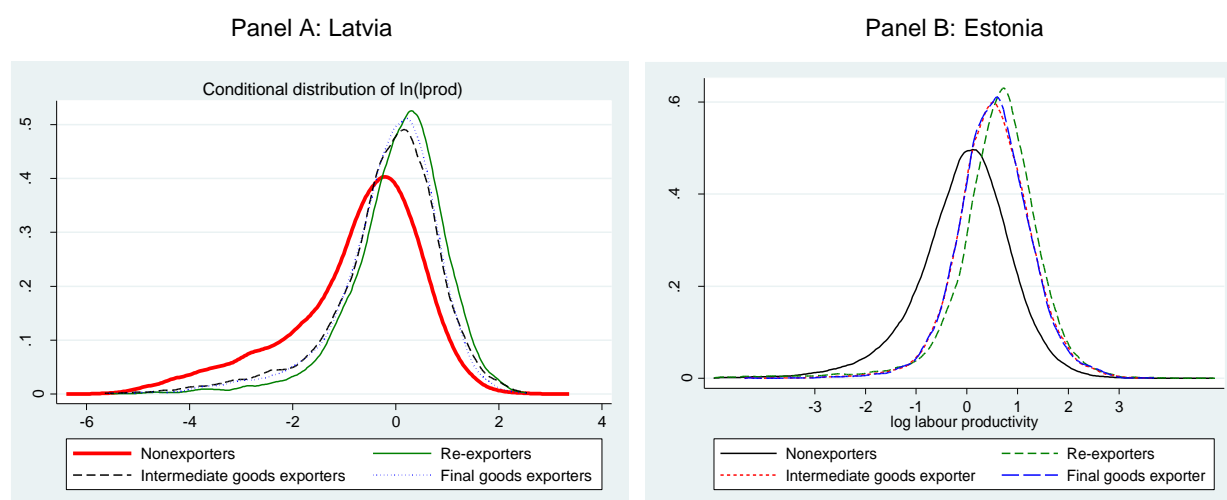 Panel A: Latvia
Conditional distribution of ln(lprod)
.5
.4
.3
.2
.1
0
-6
-4
-2
0
2
4
Nonexporters
Re-exporters
Intermediate goods exporters
Final goods exporters
Panel B: Estonia
.6
.4
.2
0
-3
-1
0
1
2
3
log labour productivity
Nonexporters
Re-exporters
Intermediate goods exporter
Final goods exporter